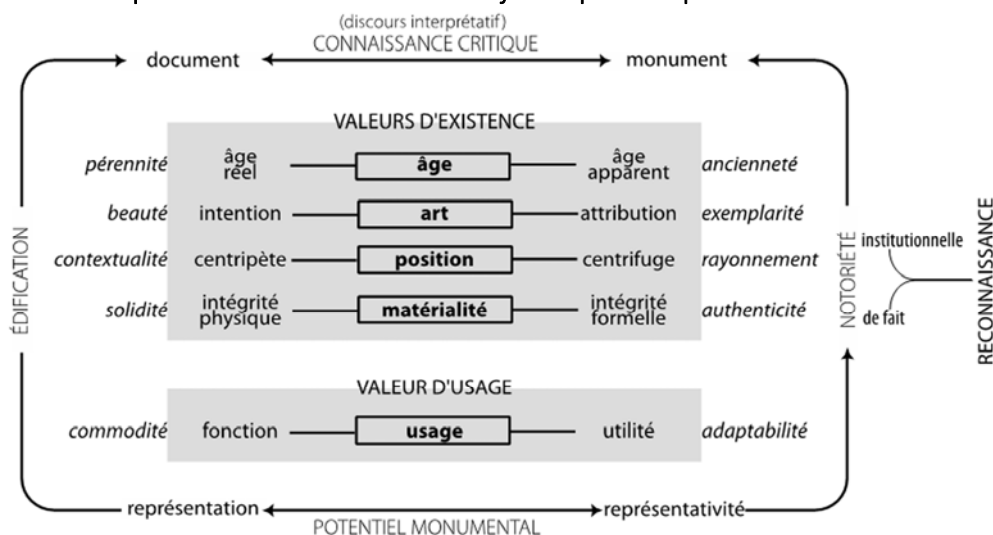 (discours interprétatif)
CONNAISSANCE CRITIQUE
document
monument
VALEURS D'EXISTENCE
pérennité âge réel âge âge apparent ancienneté
beauté intention art attribution exemplarité
contextualité centripète position centrifuge rayonnement
solidité intégrité physique matérialité intégrité formelle authenticité
ÉDIFICATION
NOTORIÉTÉ
institutionnelle
de fait
RECONNAISSANCE
VALEUR D'USAGE
commodité fonction usage utilité adaptabilité
représentation
représentativité
POTENTIEL MONUMENTAL